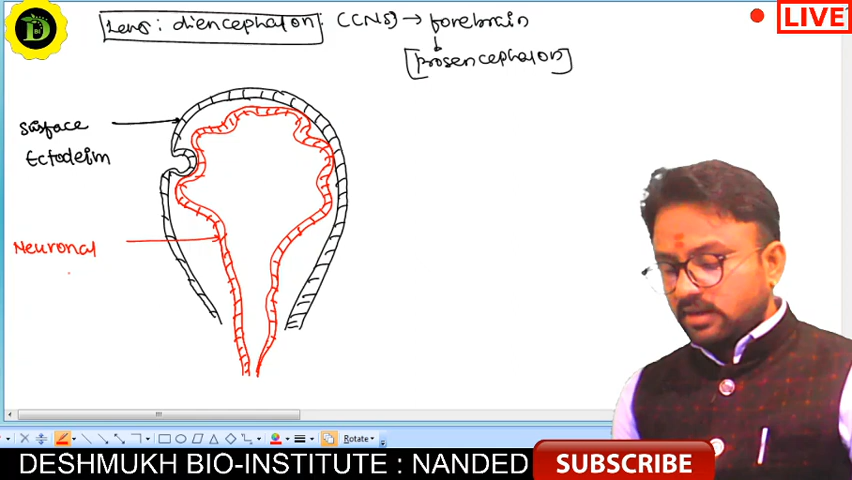 Lens: diencephalon: (CNS) → forebrain
[Prosencephalon]
LIVE
Surface
Ectoderm
Neuronal
Rotate
DESHMUKH BIO-INSTITUTE : NANDED
SUBSCRIBE